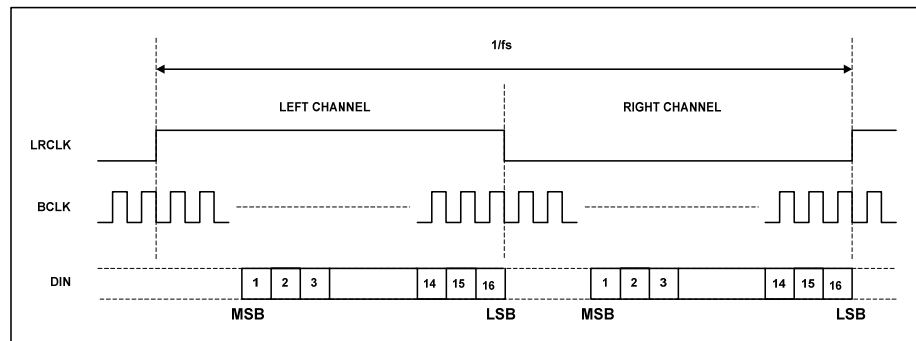 1/fs
LEFT CHANNEL RIGHT CHANNEL
LRCLK
BCLK
DIN 1 2 3 14 15 16 1 2 3 14 15 16
MSB LSB MSB LSB